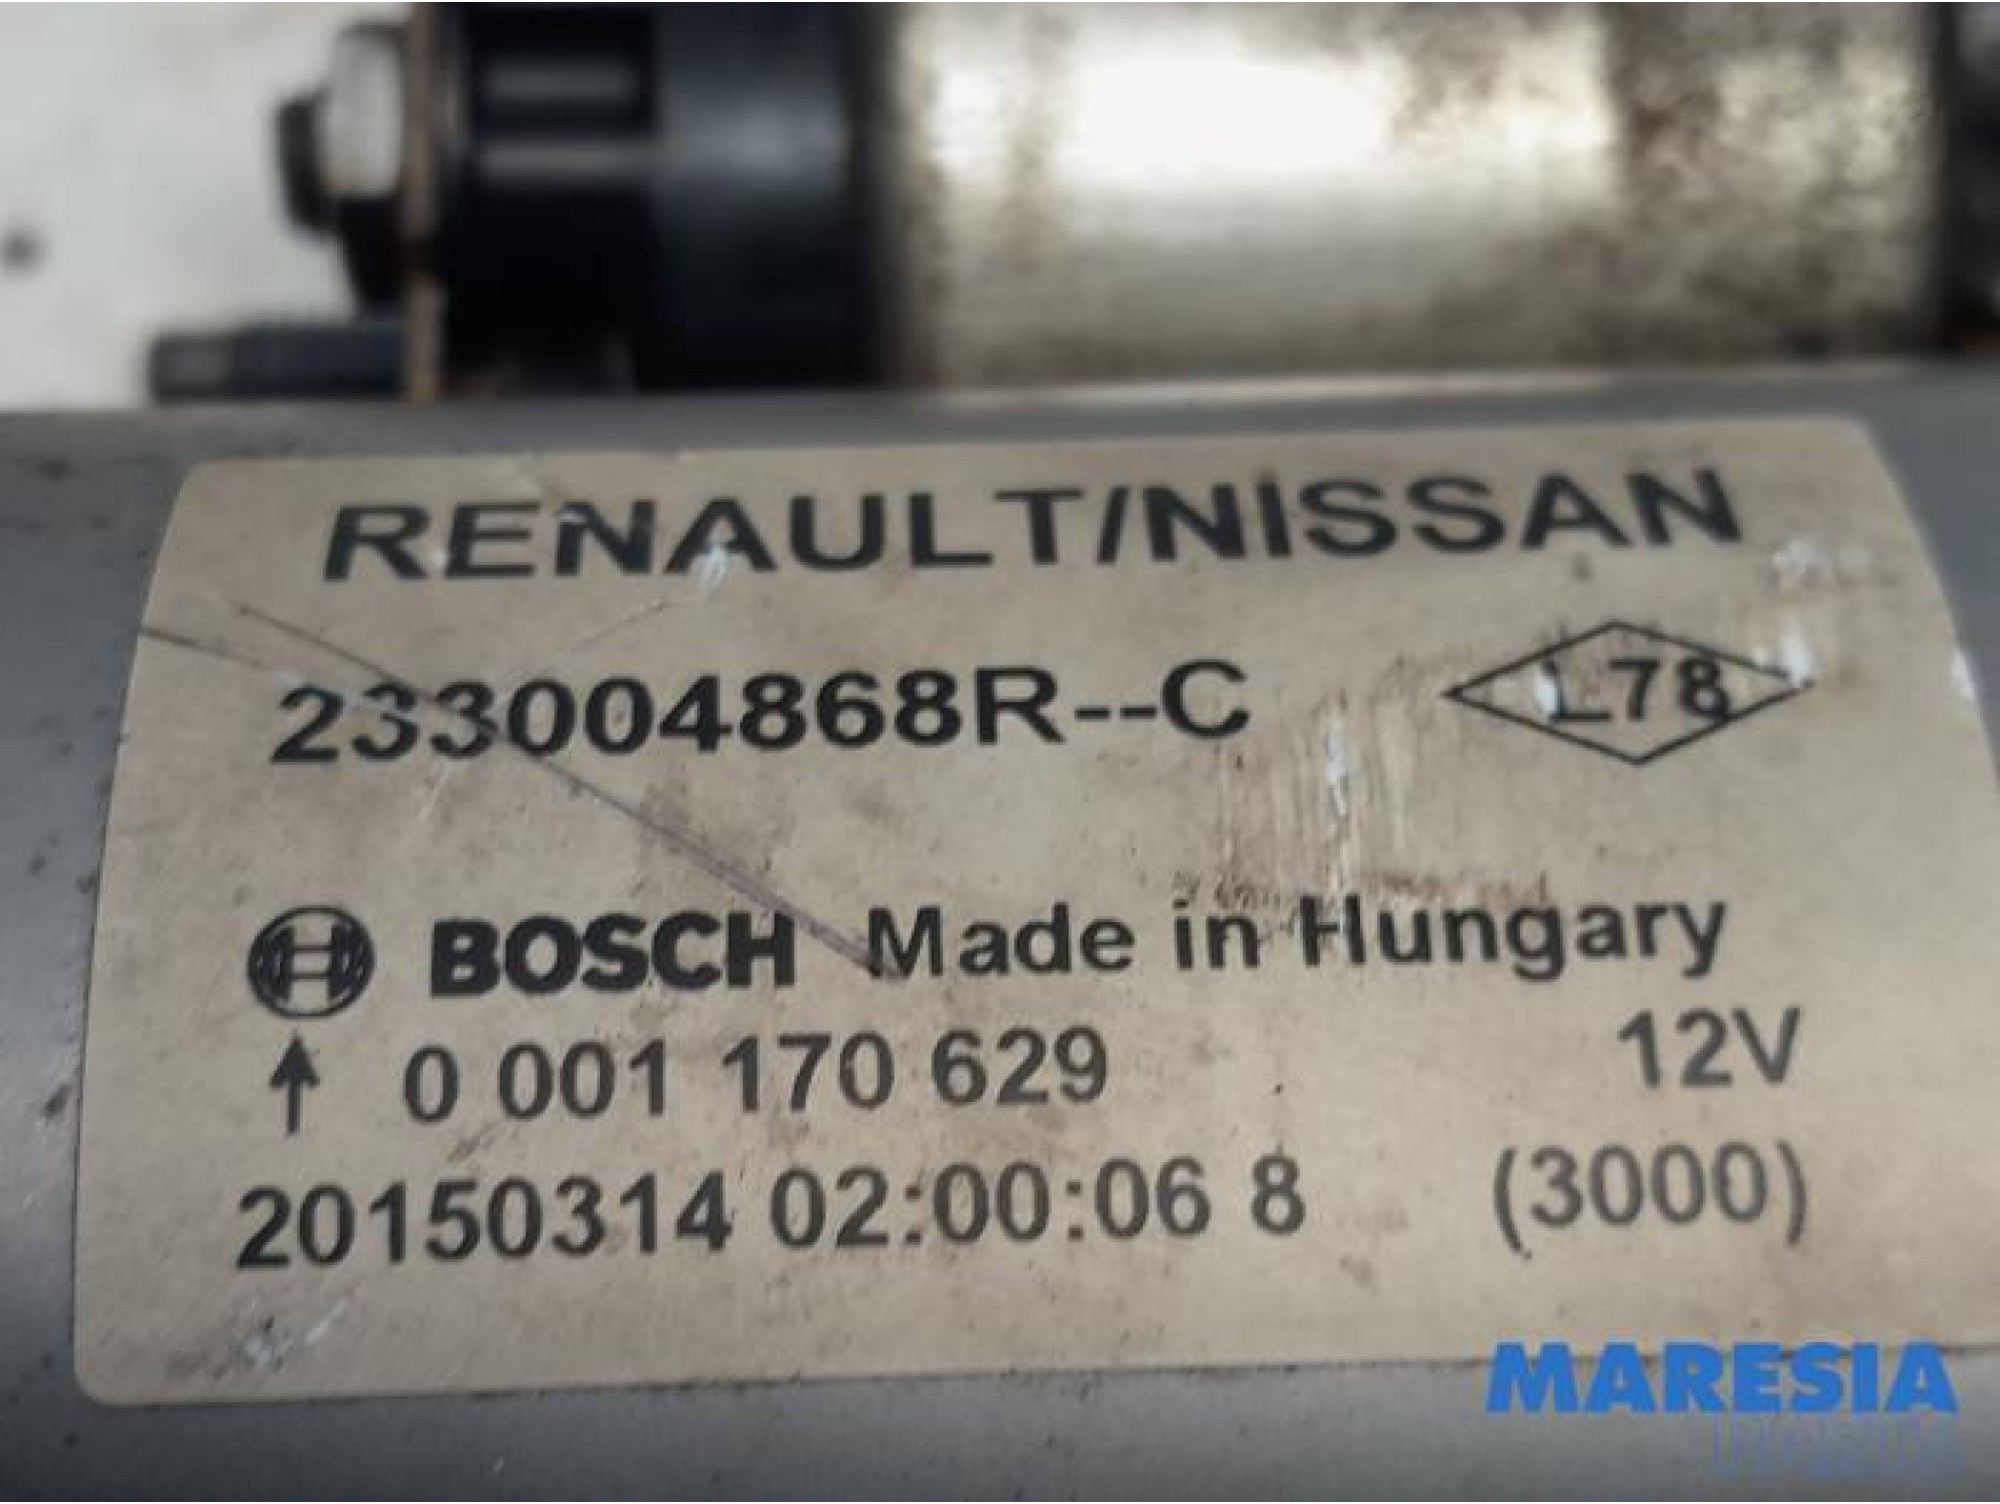 RENAULT/NISSAN
233004868R--C
L78
BOSCH Made in Hungary
↑ 0 001 170 629 12V
20150314 02:00:06 8 (3000)
MARESIA